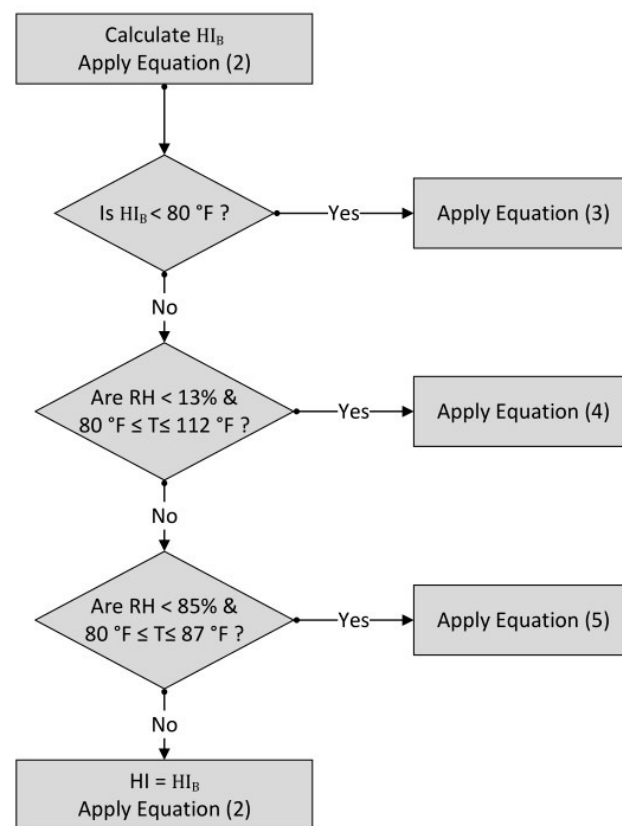 Calculate HI_B
Apply Equation (2)
Is HI_B < 80 °F ?
Yes
Apply Equation (3)
No
Are RH < 13% &
80 °F ≤ T≤ 112 °F ?
Yes
Apply Equation (4)
No
Are RH < 85% &
80 °F ≤ T≤ 87 °F ?
Yes
Apply Equation (5)
No
HI = HI_B
Apply Equation (2)